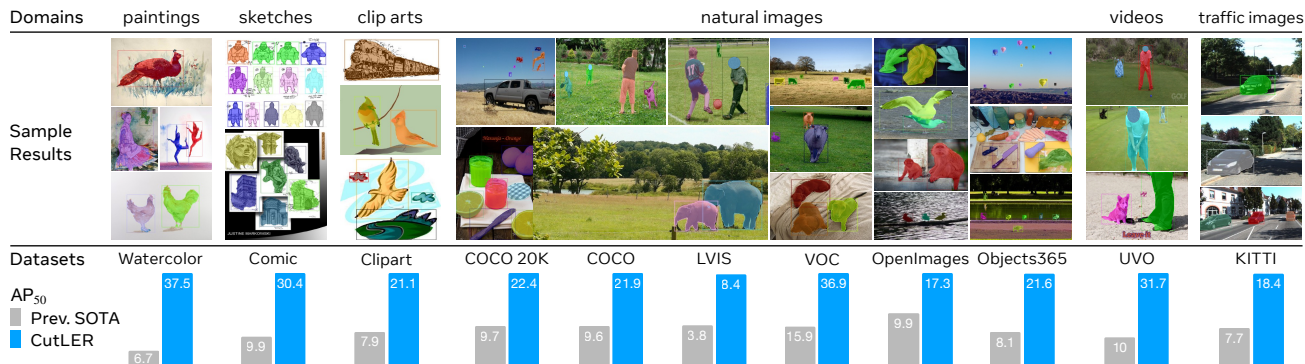 Domains paintings sketches clip arts natural images videos traffic images
Sample
Results
JUSTINE MARKOWSKI
Datasets Watercolor Comic Clipart COCO 20K COCO LVIS VOC OpenImages Objects365 UVO KITTI
AP50
Prev. SOTA
CutLER
37.5 30.4 21.1 22.4 21.9 8.4 36.9 17.3 21.6 31.7 18.4
6.7 9.9 7.9 9.7 9.6 3.8 15.9 9.9 8.1 10 7.7